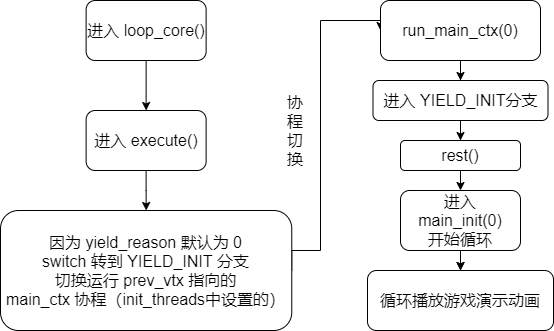 进入 loop_core()
进入 execute()
因为 yield_reason 默认为 0
switch 转到 YIELD_INIT 分支
切换运行 prev_vtx 指向的
main_ctx 协程（init_threads中设置的）
协
程
切
换
run_main_ctx(0)
进入 YIELD_INIT分支
rest()
进入
main_init(0)
开始循环
循环播放游戏演示动画